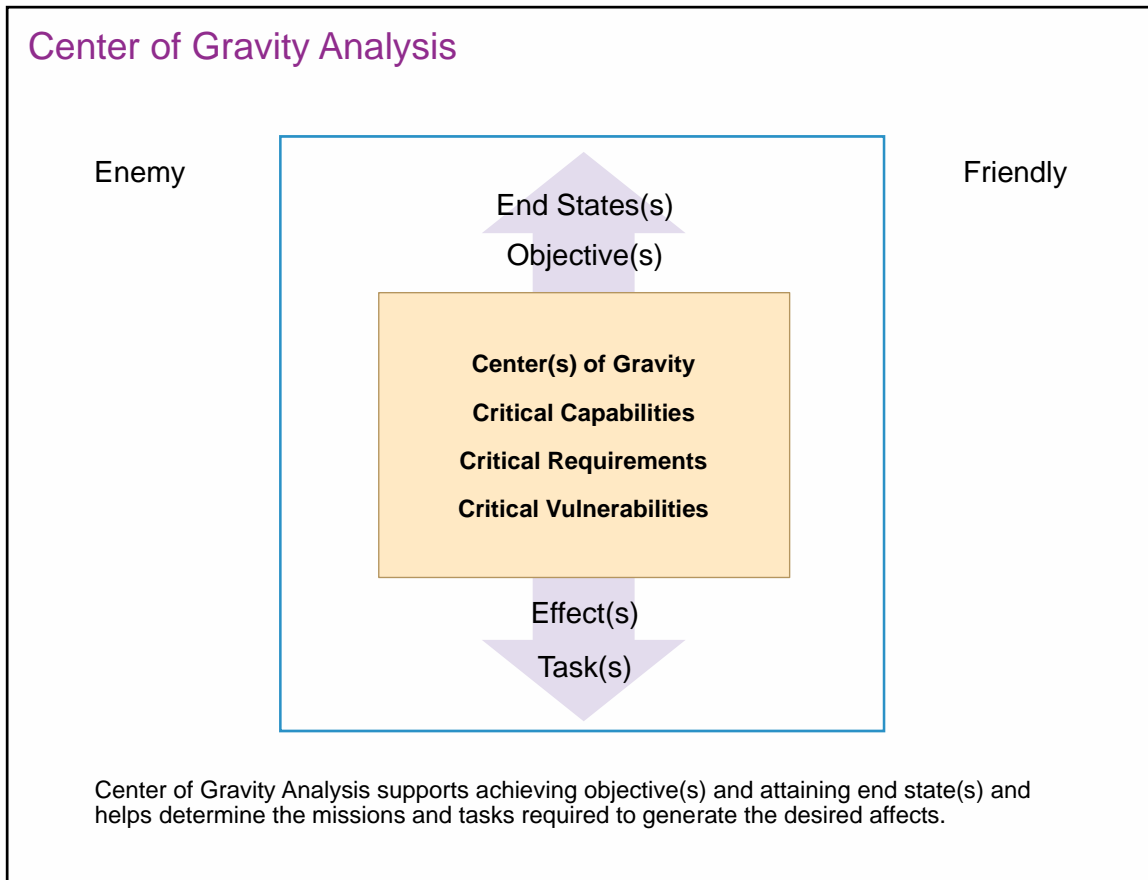 Center of Gravity Analysis
Enemy
Friendly
End States(s)
Objective(s)
Center(s) of Gravity
Critical Capabilities
Critical Requirements
Critical Vulnerabilities
Effect(s)
Task(s)
Center of Gravity Analysis supports achieving objective(s) and attaining end state(s) and
helps determine the missions and tasks required to generate the desired affects.